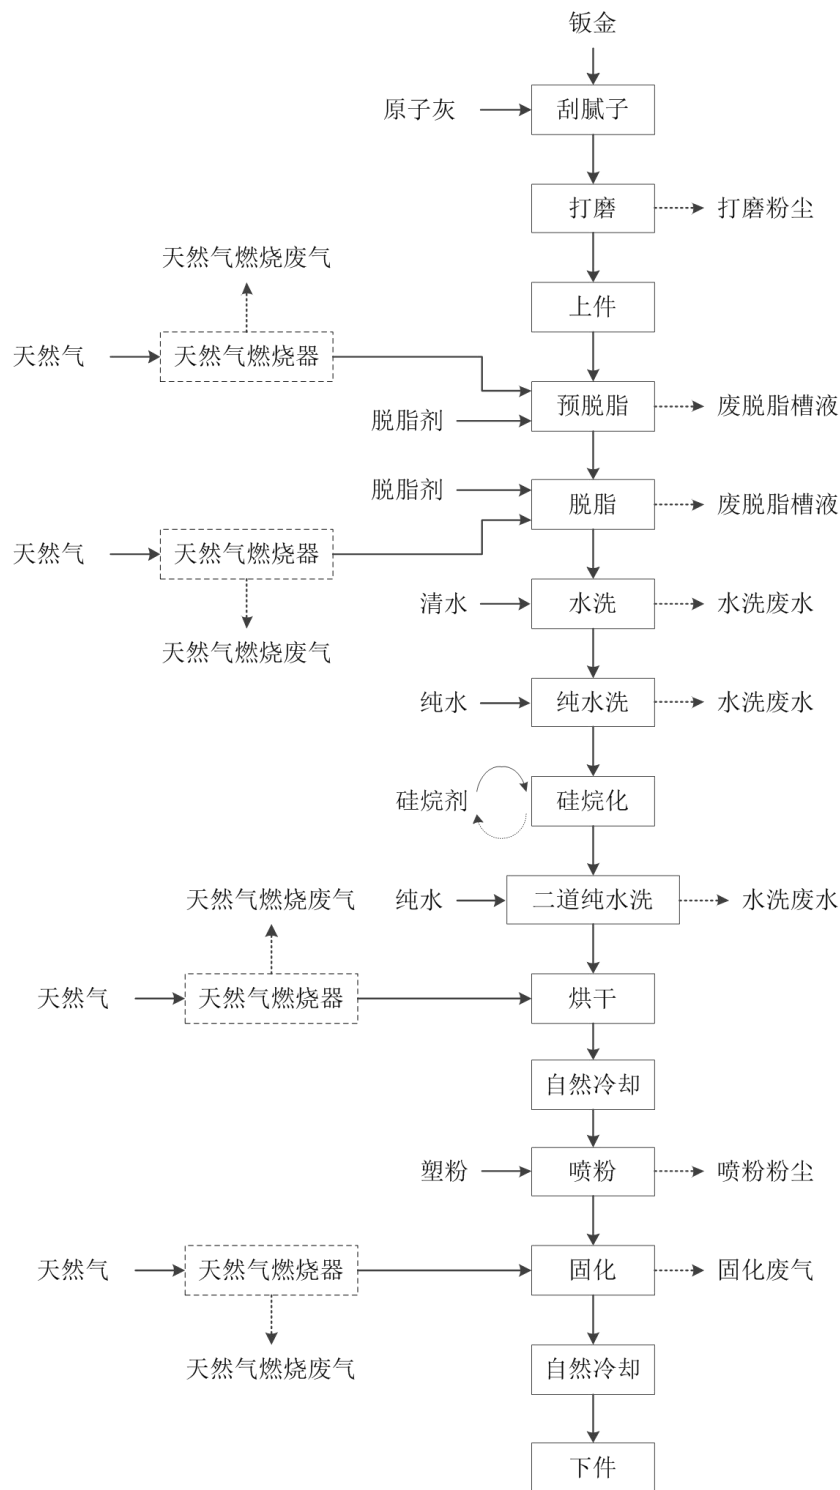 钣金
原子灰
刮腻子
打磨
打磨粉尘
天然气燃烧废气
上件
天然气
天然气燃烧器
预脱脂
废脱脂槽液
脱脂剂
脱脂剂
脱脂
废脱脂槽液
天然气
天然气燃烧器
清水
水洗
水洗废水
天然气燃烧废气
纯水
纯水洗
水洗废水
硅烷剂
硅烷化
天然气燃烧废气
纯水
二道纯水洗
水洗废水
天然气
天然气燃烧器
烘干
自然冷却
塑粉
喷粉
喷粉粉尘
天然气
天然气燃烧器
固化
固化废气
天然气燃烧废气
自然冷却
下件